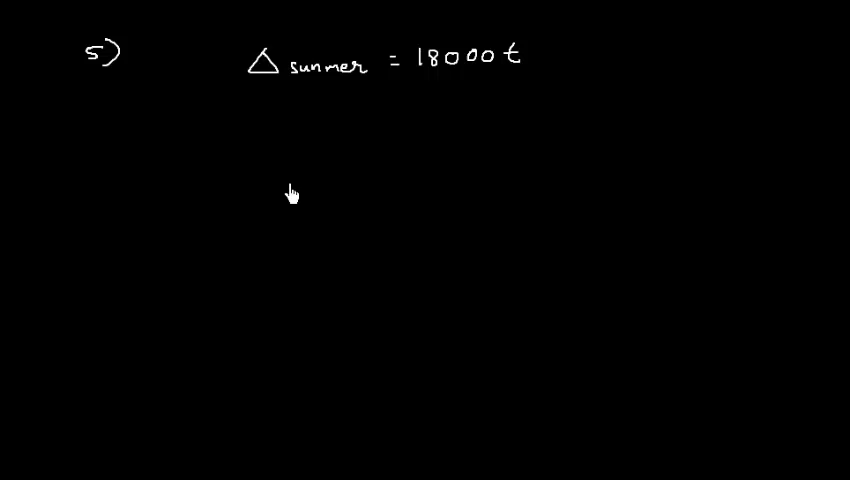 5) △ summer = 18000 t